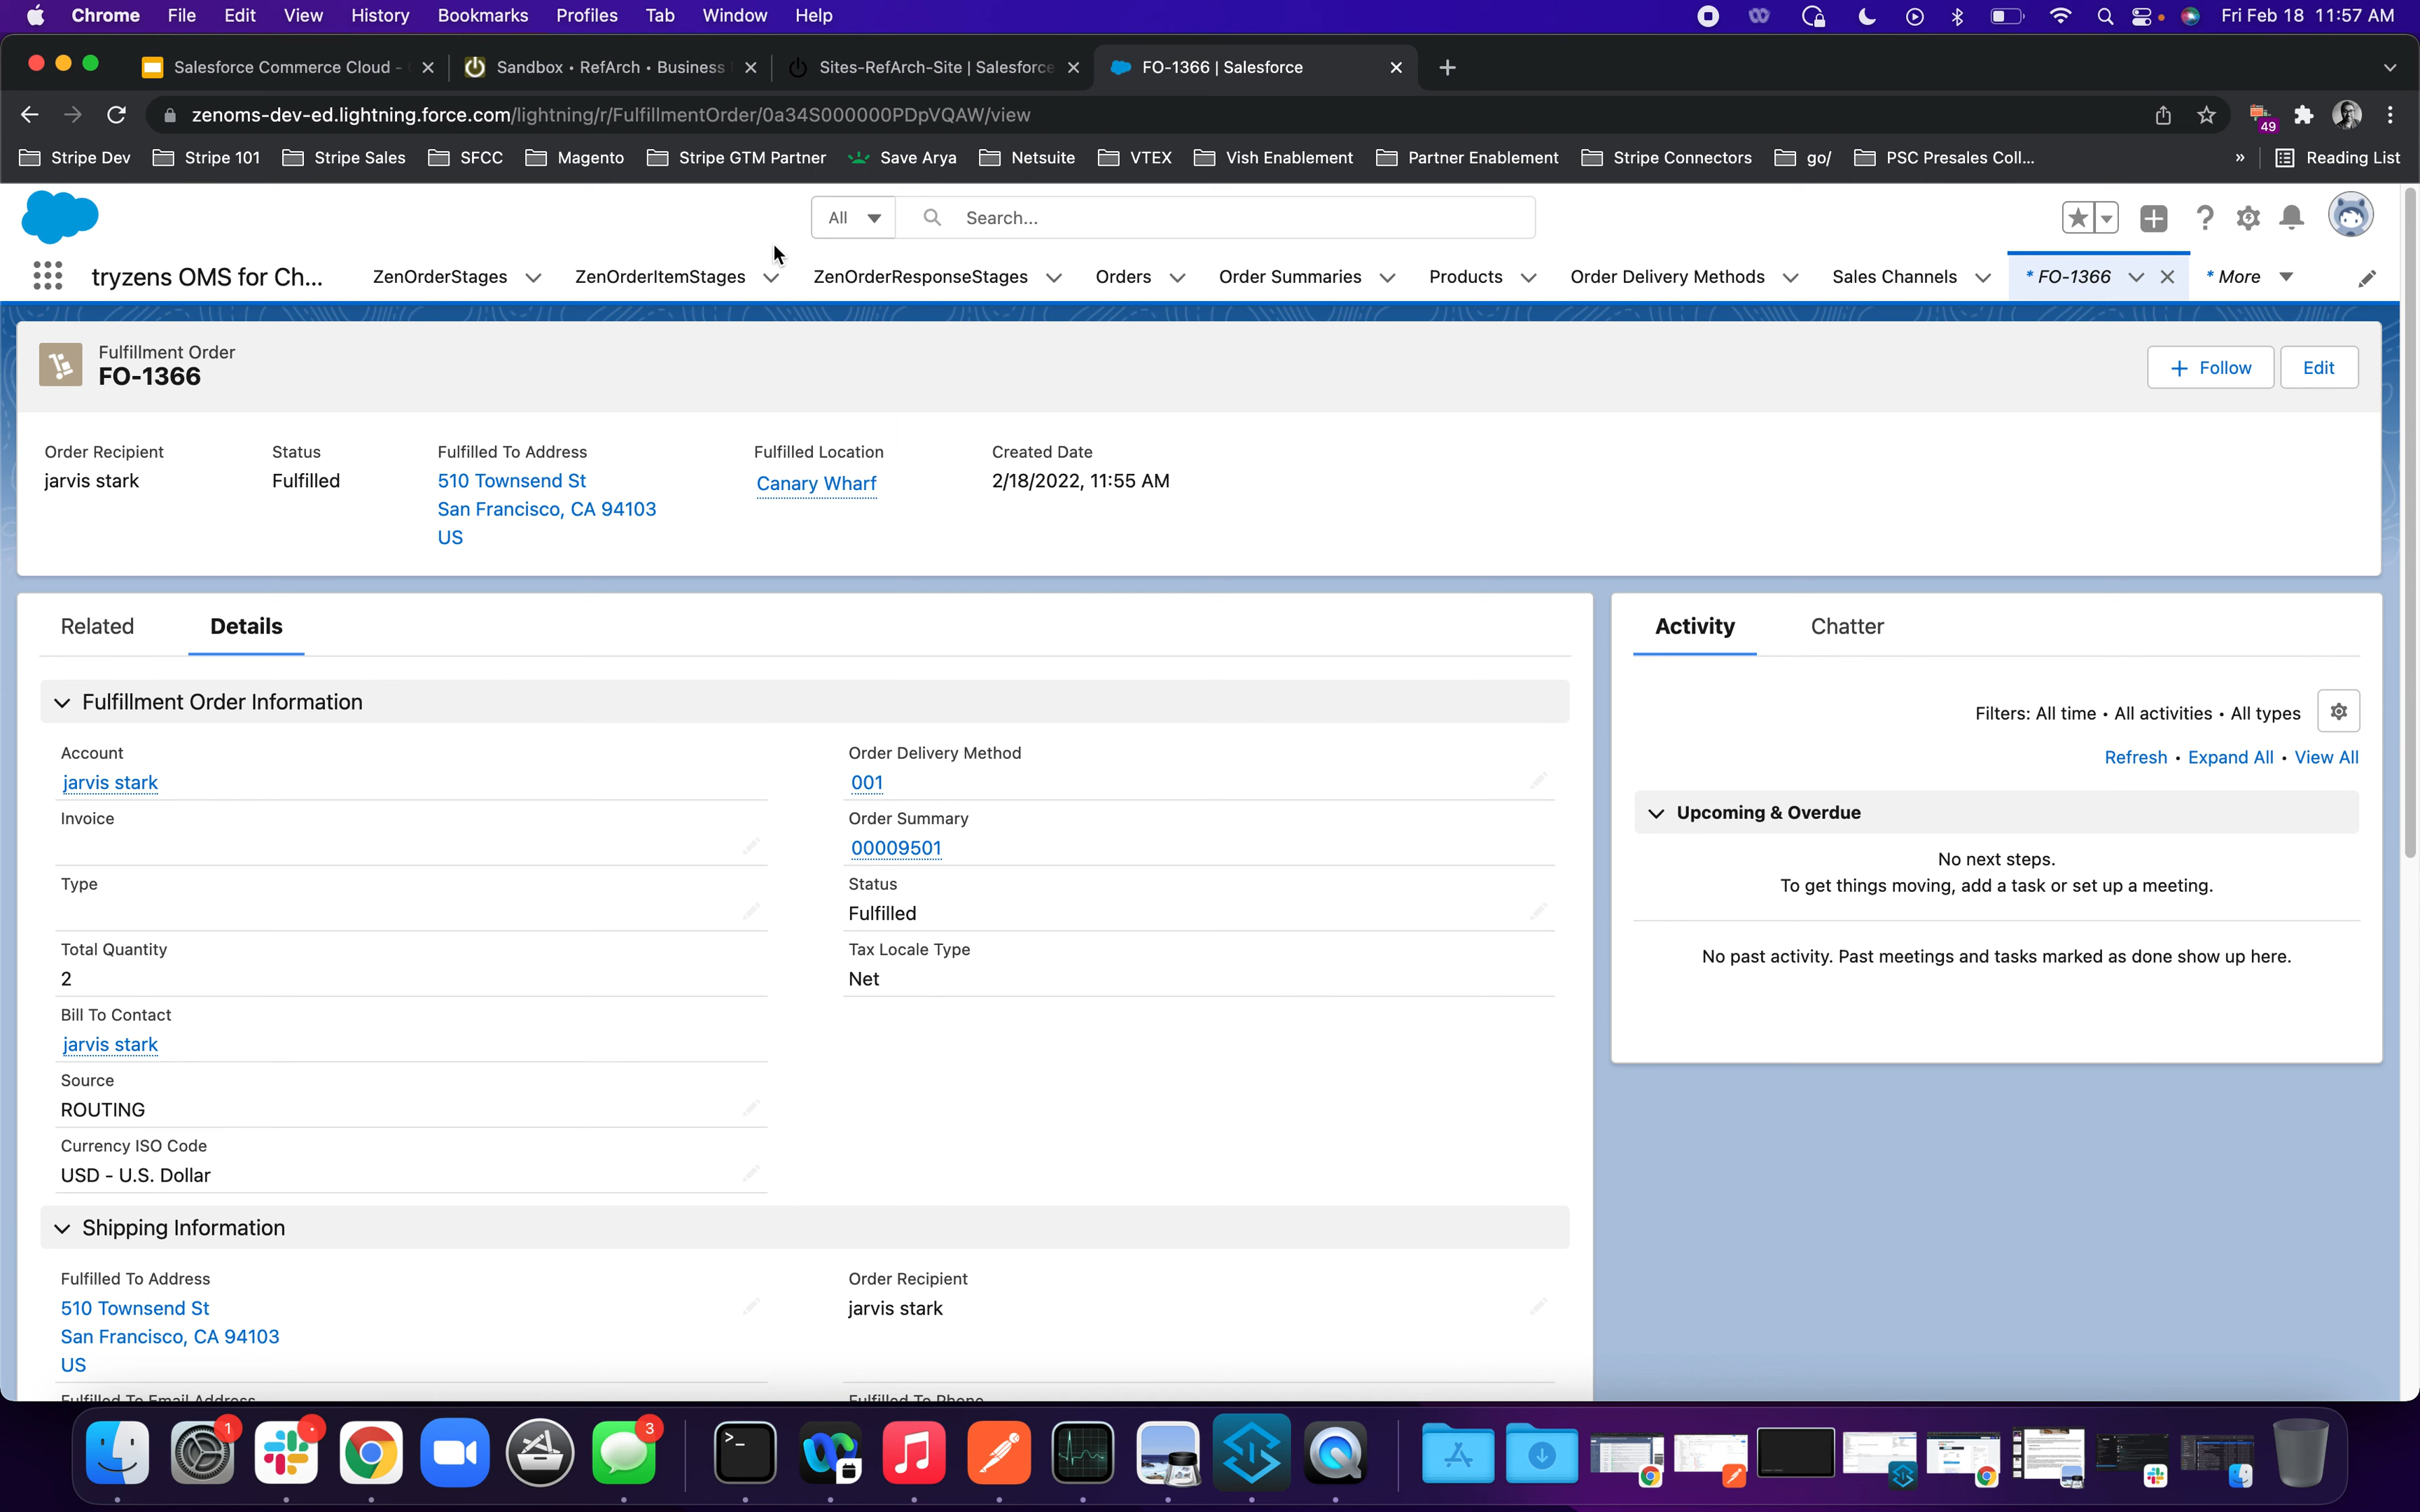 Chrome File Edit View History Bookmarks Profiles Tab Window Help Fri Feb 18 11:57 AM
Salesforce Commerce Cloud - Sandbox • RefArch • Business Sites-RefArch-Site | Salesforce FO-1366 | Salesforce
zenoms-dev-ed.lightning.force.com/lightning/r/FulfillmentOrder/0a34S000000PDpVQAW/view 49
Stripe Dev Stripe 101 Stripe Sales SFCC Magento Stripe GTM Partner Save Arya Netsuite VTEX Vish Enablement Partner Enablement Stripe Connectors go/ PSC Presales Coll... » Reading List
All Search...
tryzens OMS for Ch... ZenOrderStages ZenOrderItemStages ZenOrderResponseStages Orders Order Summaries Products Order Delivery Methods Sales Channels * FO-1366 * More
Fulfillment Order
FO-1366
+ Follow Edit
Order Recipient Status Fulfilled To Address Fulfilled Location Created Date
jarvis stark Fulfilled 510 Townsend St Canary Wharf 2/18/2022, 11:55 AM
San Francisco, CA 94103
US
Related Details
Activity Chatter
Fulfillment Order Information
Filters: All time • All activities • All types
Account Order Delivery Method
jarvis stark 001
Refresh • Expand All • View All
Invoice Order Summary
00009501
Upcoming & Overdue
No next steps.
To get things moving, add a task or set up a meeting.
Type Status
Fulfilled
Total Quantity Tax Locale Type
2 Net
No past activity. Past meetings and tasks marked as done show up here.
Bill To Contact
jarvis stark
Source
ROUTING
Currency ISO Code
USD - U.S. Dollar
Shipping Information
Fulfilled To Address Order Recipient
510 Townsend St jarvis stark
San Francisco, CA 94103
US
Fulfilled To Email Address Fulfilled To Phone
1 3